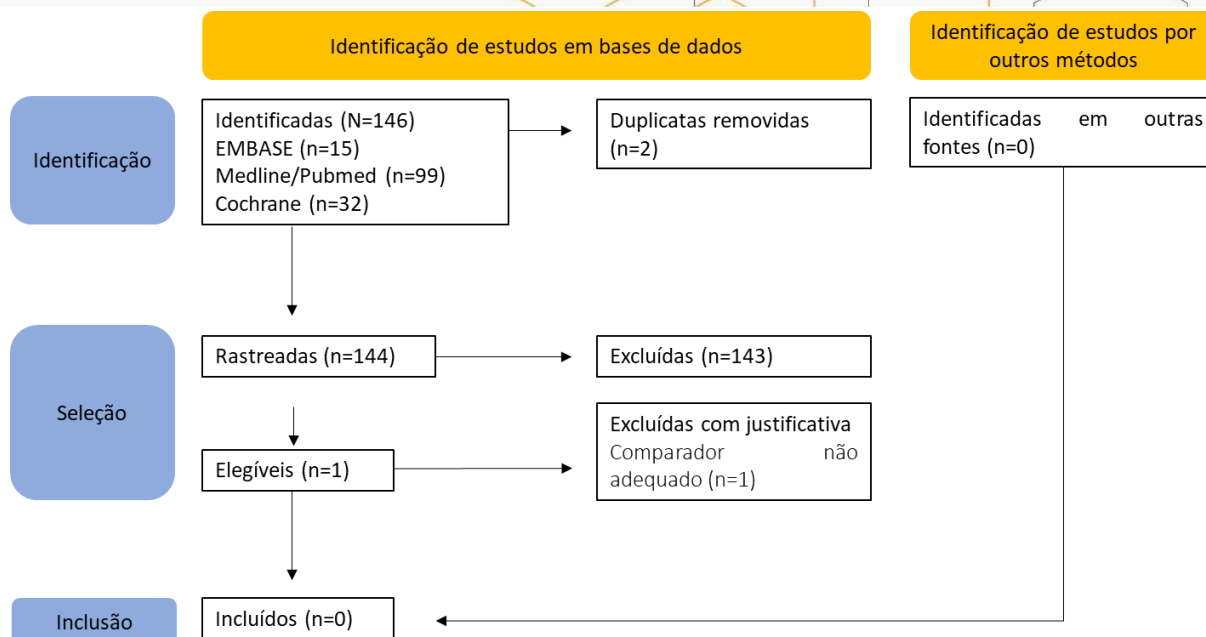 Identificação de estudos em bases de dados
Identificação de estudos por
outros métodos
Identificação
Identificadas (N=146)
EMBASE (n=15)
Medline/Pubmed (n=99)
Cochrane (n=32)
Duplicatas removidas
(n=2)
Identificadas em outras
fontes (n=0)
Seleção
Rastreadas (n=144)
Excluídas (n=143)
Elegíveis (n=1)
Excluídas com justificativa
Comparador não
adequado (n=1)
Inclusão
Incluídos (n=0)